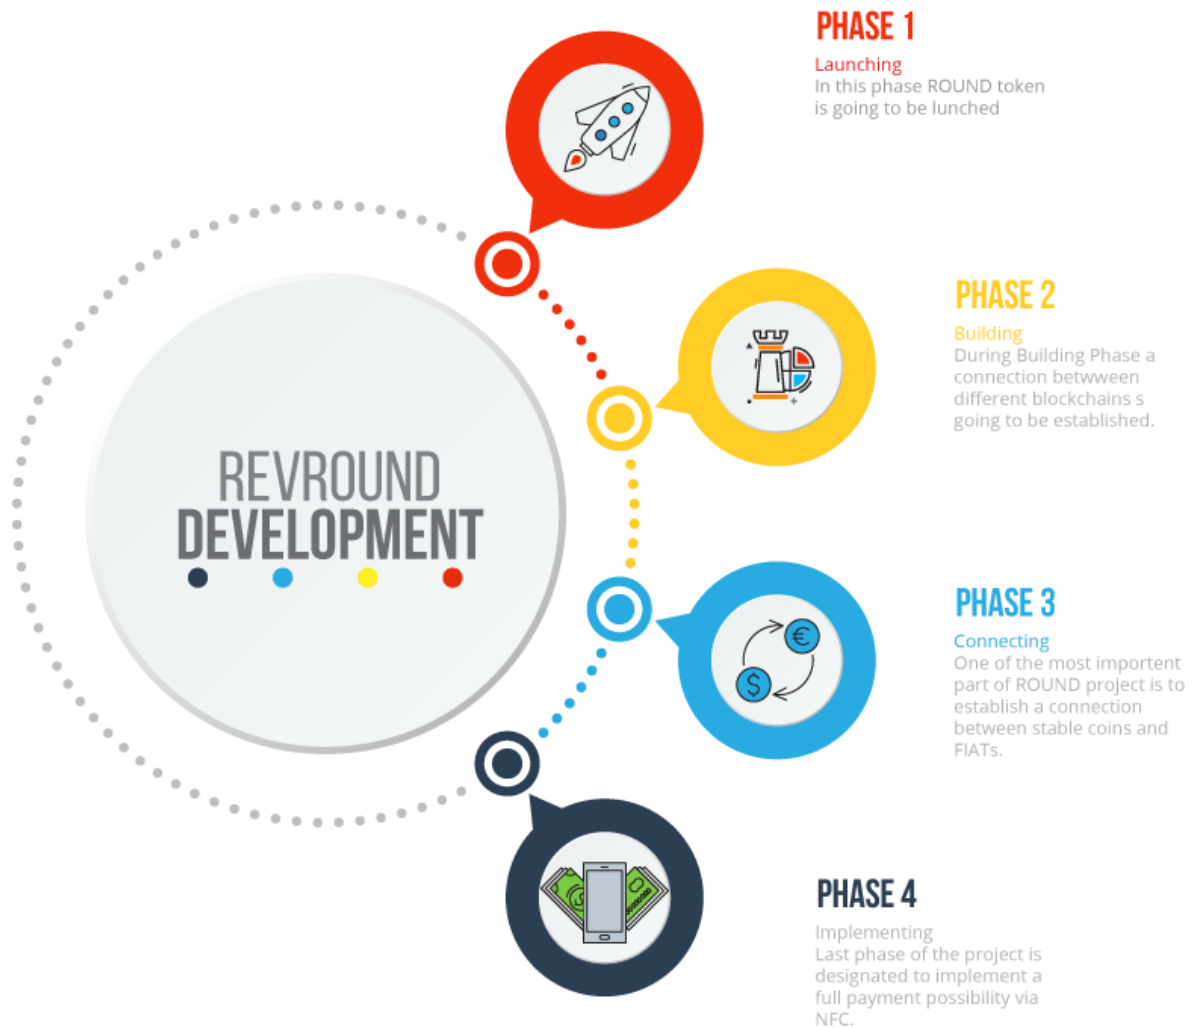 PHASE 1
Launching
In this phase ROUND token
is going to be lunched
PHASE 2
Building
During Building Phase a
connection betwween
different blockchains s
going to be established.
REVROUND
DEVELOPMENT
PHASE 3
Connecting
One of the most importent
part of ROUND project is to
establish a connection
between stable coins and
FIATs.
PHASE 4
Implementing
Last phase of the project is
designated to implement a
full payment possibility via
NFC.